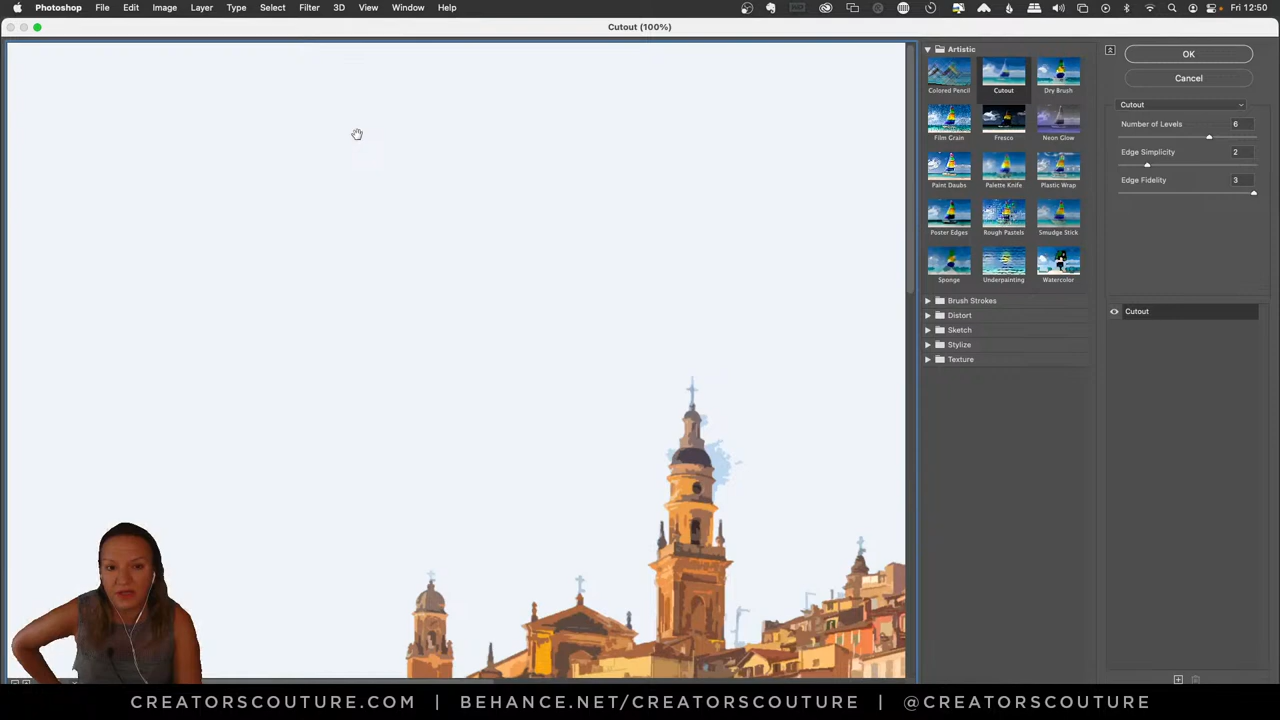 Photoshop File Edit Image Layer Type Select Filter 3D View Window Help Fri 12:50
Cutout (100%)
Artistic
Colored Pencil Cutout Dry Brush
Film Grain Fresco Neon Glow
Paint Daubs Palette Knife Plastic Wrap
Poster Edges Rough Pastels Smudge Stick
Sponge Underpainting Watercolor
Brush Strokes
Distort
Sketch
Stylize
Texture
OK
Cancel
Cutout
Number of Levels 6
Edge Simplicity 2
Edge Fidelity 3
Cutout
CREATORSCOUTURE.COM | BEHANCE.NET/CREATORSCOUTURE | @CREATORSCOUTURE